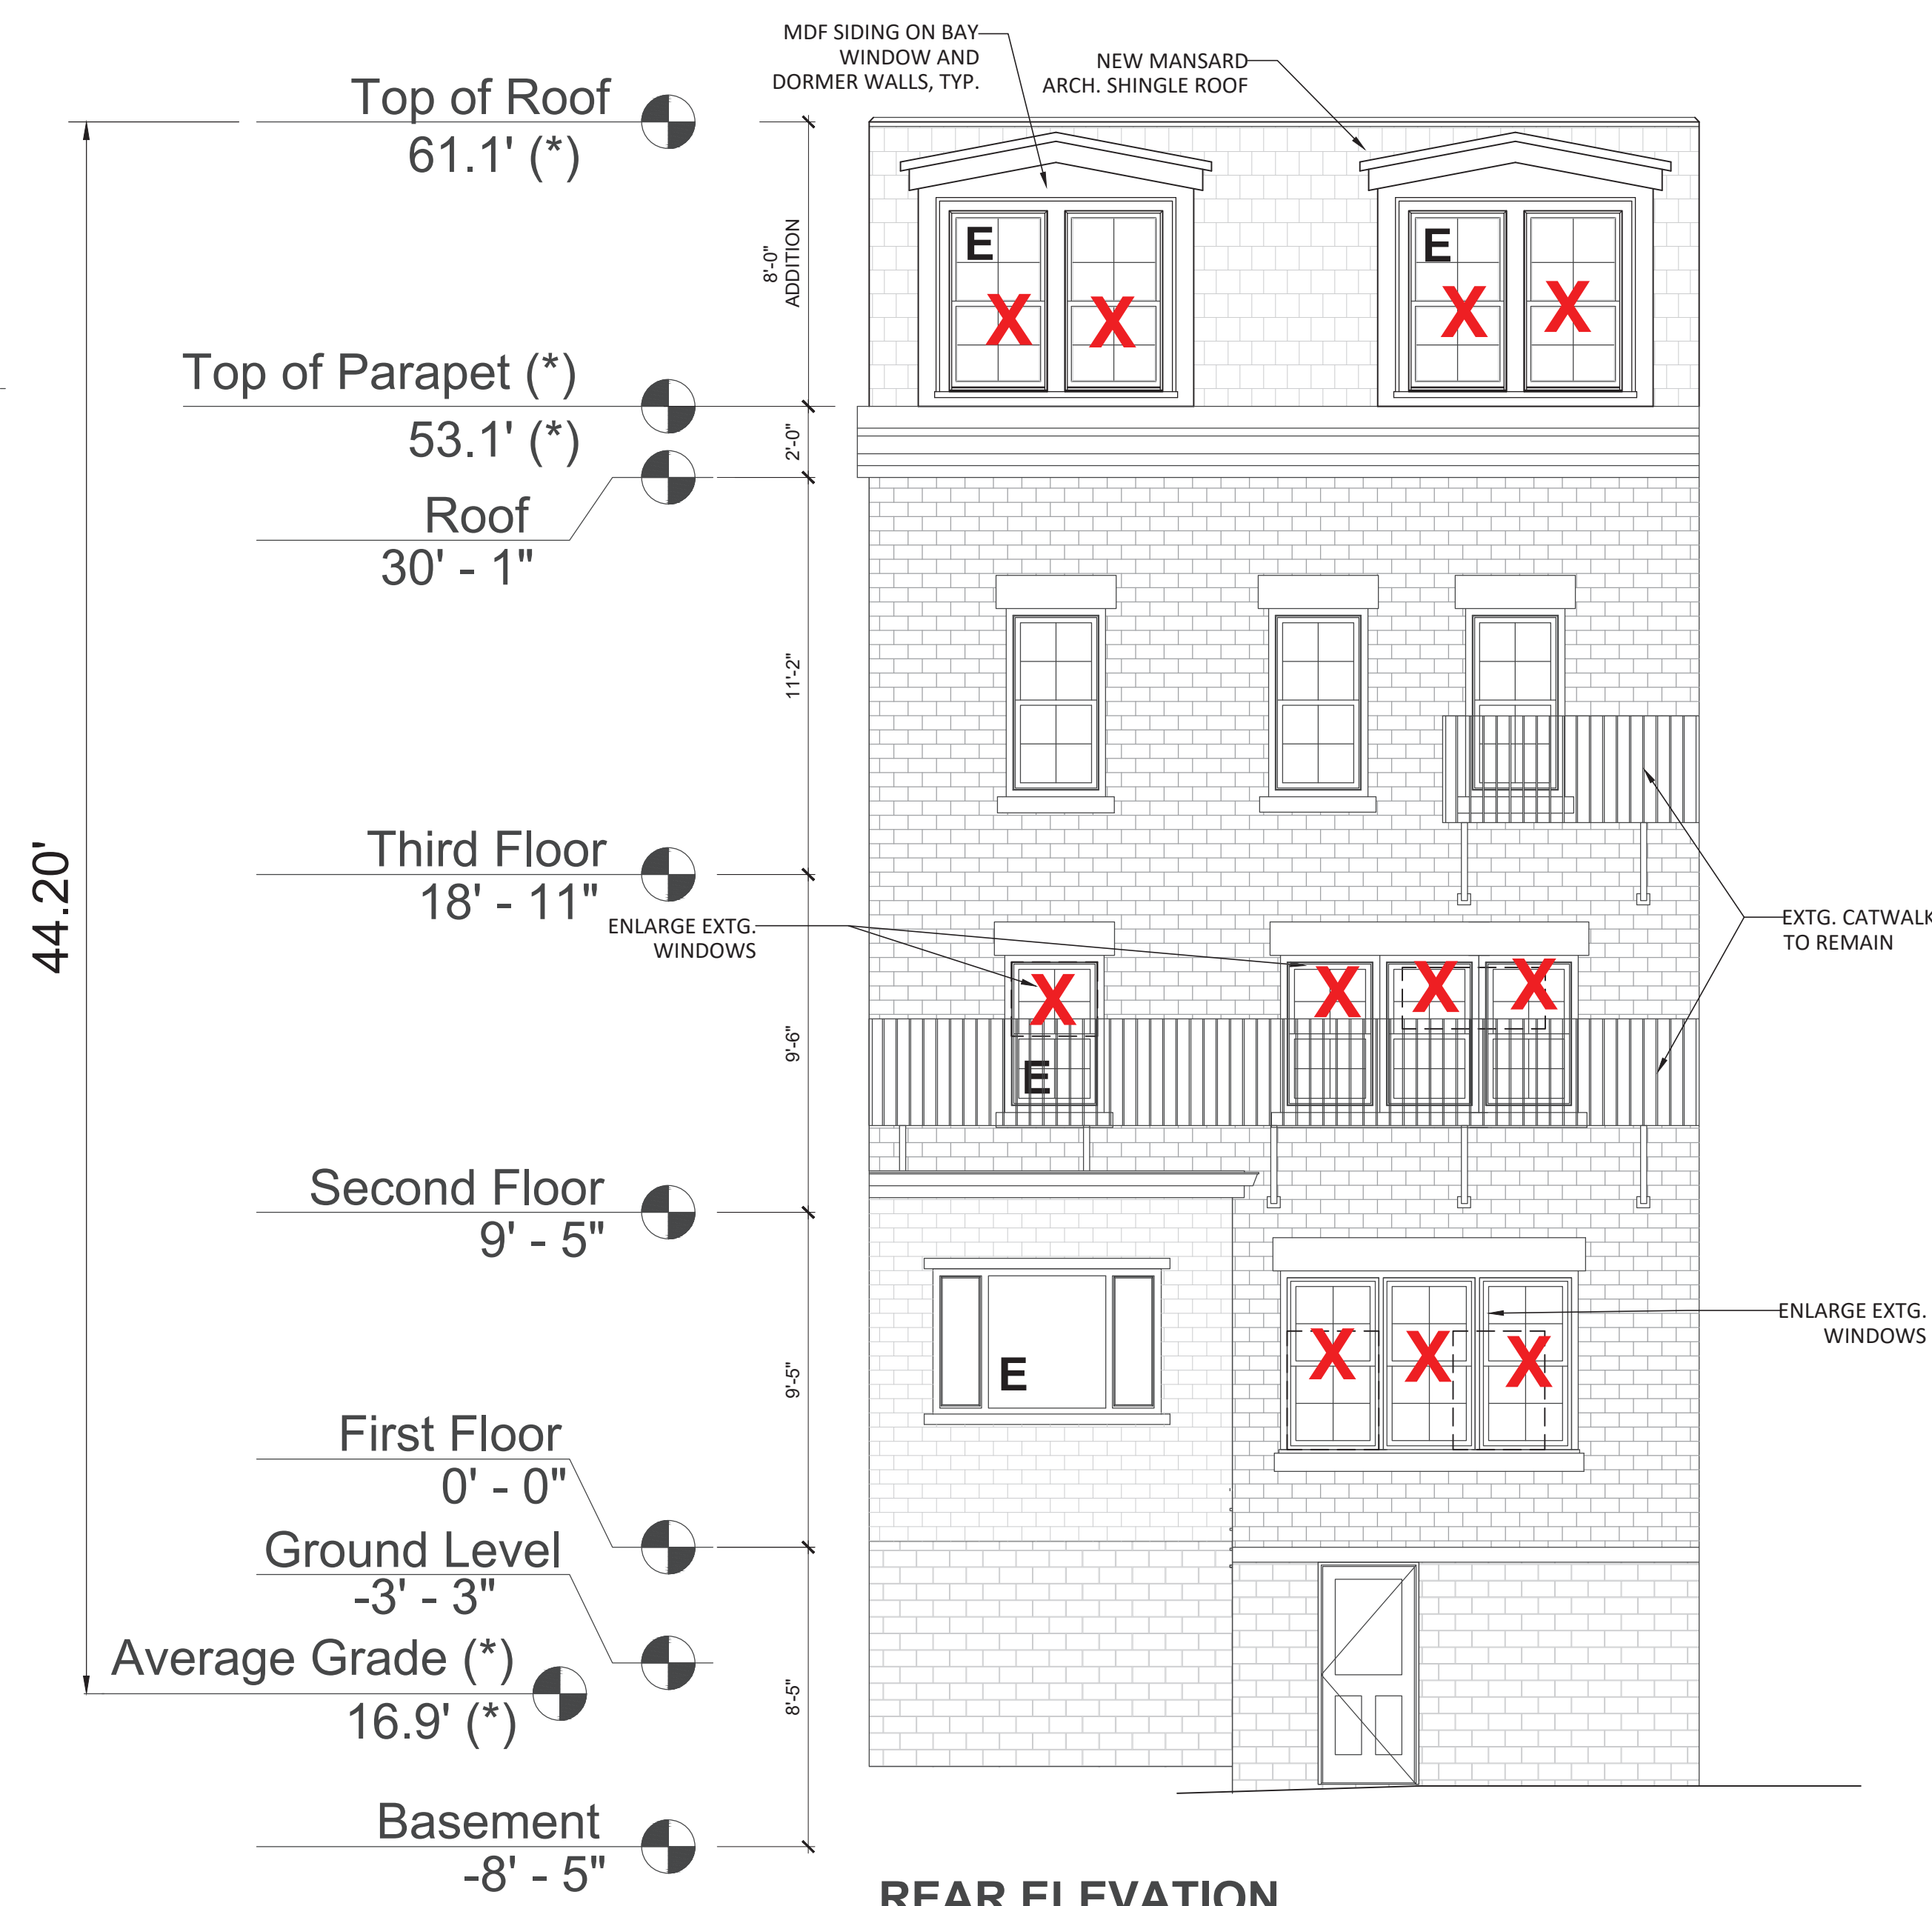 MDF SIDING ON BAY
WINDOW AND
DORMER WALLS, TYP.
NEW MANSARD
ARCH. SHINGLE ROOF
Top of Roof
61.1' (*)
8'-0"
ADDITION
E
X
X
E
X
X
Top of Parapet (*)
53.1' (*)
2'-0"
Roof
30' - 1"
11'-2"
44.20'
Third Floor
18' - 11"
ENLARGE EXTG.
WINDOWS
EXTG. CATWALK
TO REMAIN
X
X
X
X
9'-6"
E
Second Floor
9' - 5"
ENLARGE EXTG.
WINDOWS
X
X
X
E
9'-5"
First Floor
0' - 0"
Ground Level
-3' - 3"
Average Grade (*)
16.9' (*)
8'-5"
Basement
-8' - 5"
REAR ELEVATION